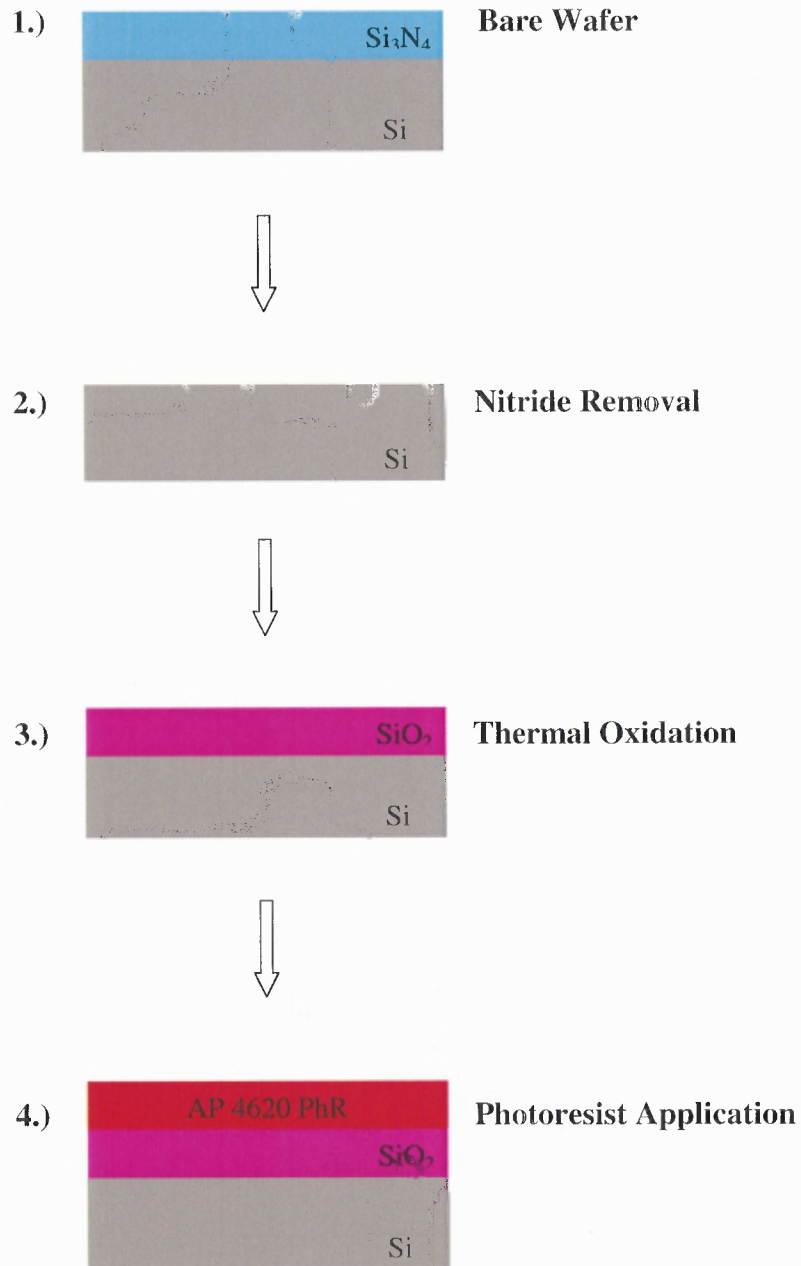 1.) Si₃N₄ Bare Wafer
Si
2.) Nitride Removal
Si
3.) SiO₂ Thermal Oxidation
Si
4.) AP 4620 PhR Photoresist Application
SiO₂
Si